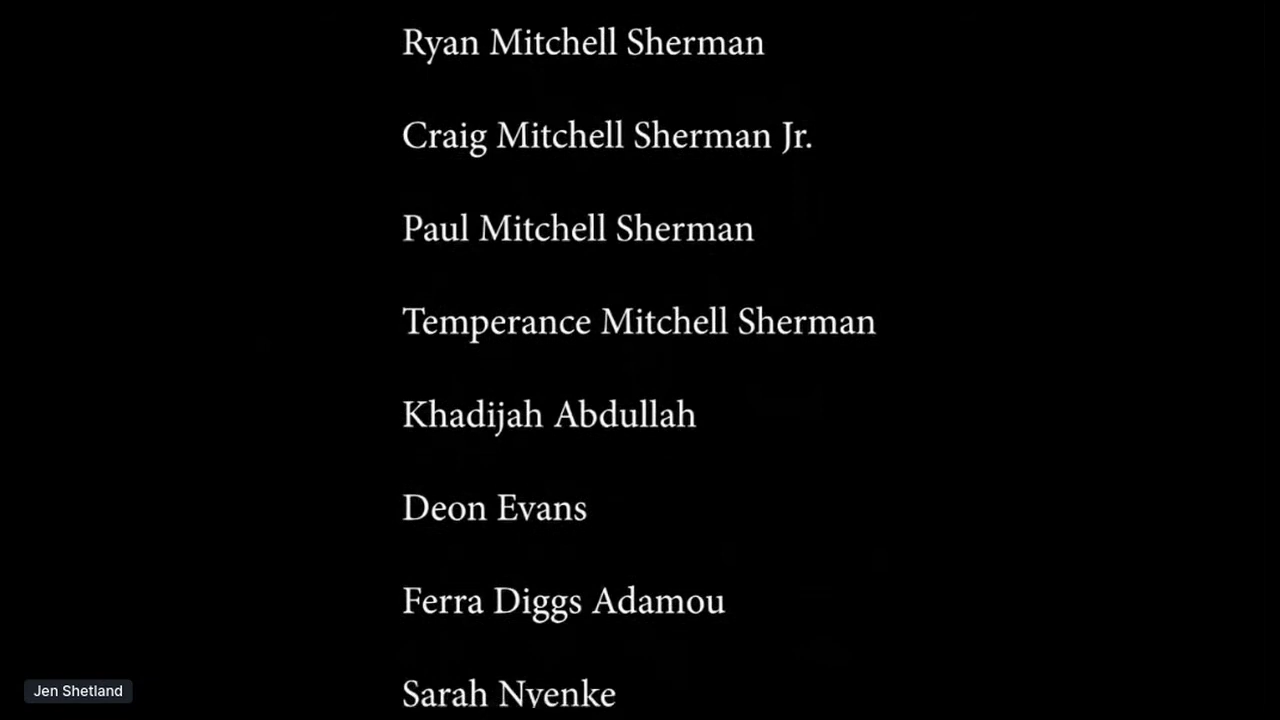 Ryan Mitchell Sherman
Craig Mitchell Sherman Jr.
Paul Mitchell Sherman
Temperance Mitchell Sherman
Khadijah Abdullah
Deon Evans
Ferra Diggs Adamou
Sarah Nyenke
Jen Shetland